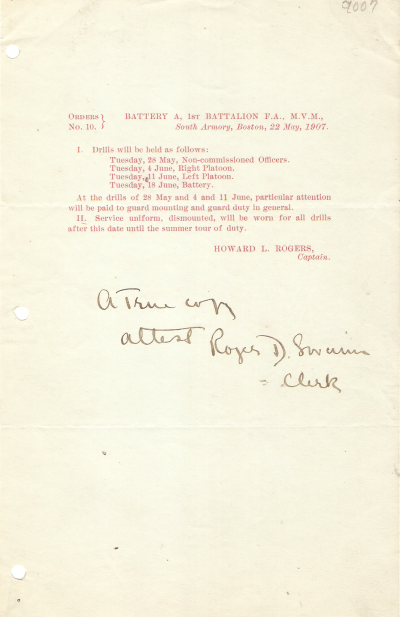 9007
ORDERS } BATTERY A, 1ST BATTALION F.A., M.V.M.,
No. 10. } South Armory, Boston, 22 May, 1907.
I. Drills will be held as follows:
Tuesday, 28 May, Non-commissioned Officers.
Tuesday, 4 June, Right Platoon.
Tuesday, 11 June, Left Platoon.
Tuesday, 18 June, Battery.
At the drills of 28 May and 4 and 11 June, particular attention
will be paid to guard mounting and guard duty in general.
II. Service uniform, dismounted, will be worn for all drills
after this date until the summer tour of duty.
HOWARD L. ROGERS,
Captain.
A True copy
attest Roger D. Swaim
- Clerk